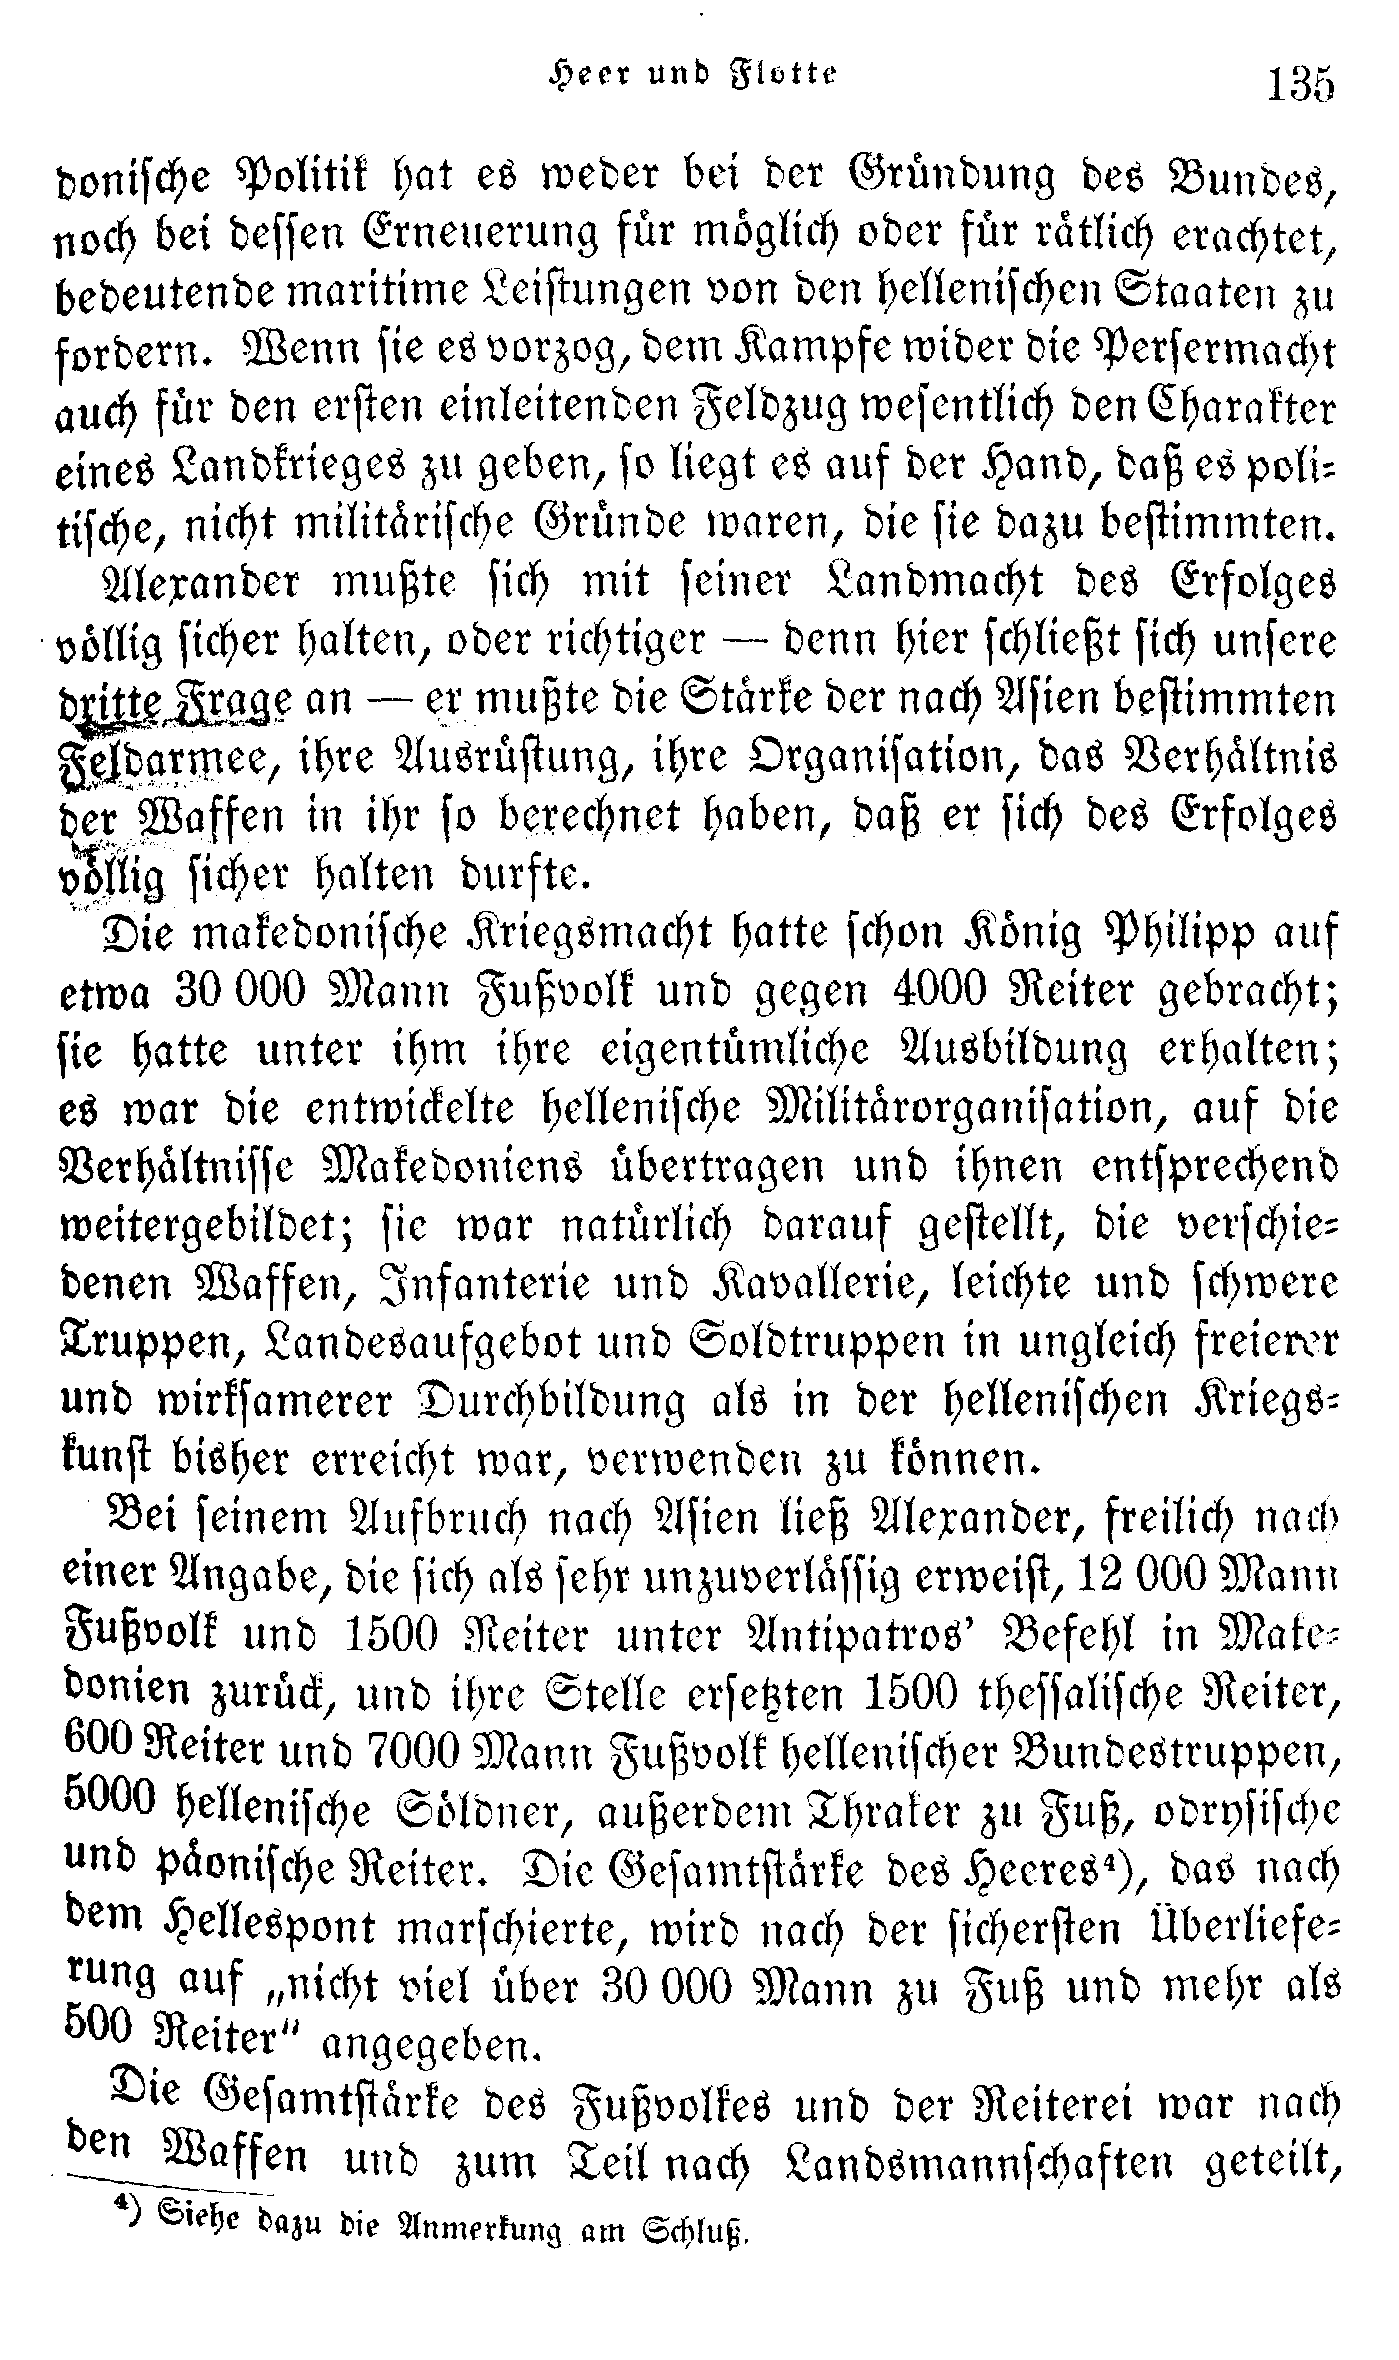 Heer und Flotte
135
donische Politik hat es weder bei der Gründung des Bundes,
noch bei dessen Erneuerung für möglich oder für rätlich erachtet,
bedeutende maritime Leistungen von den hellenischen Staaten zu
fordern. Wenn sie es vorzog, dem Kampfe wider die Persermacht
auch für den ersten einleitenden Feldzug wesentlich den Charakter
eines Landkrieges zu geben, so liegt es auf der Hand, daß es poli-
tische, nicht militärische Gründe waren, die sie dazu bestimmten.
Alexander mußte sich mit seiner Landmacht des Erfolges
völlig sicher halten, oder richtiger — denn hier schließt sich unsere
dritte Frage an — er mußte die Stärke der nach Asien bestimmten
Feldarmee, ihre Ausrüstung, ihre Organisation, das Verhältnis
der Waffen in ihr so berechnet haben, daß er sich des Erfolges
völlig sicher halten durfte.
Die makedonische Kriegsmacht hatte schon König Philipp auf
etwa 30 000 Mann Fußvolk und gegen 4000 Reiter gebracht;
sie hatte unter ihm ihre eigentümliche Ausbildung erhalten;
es war die entwickelte hellenische Militärorganisation, auf die
Verhältnisse Makedoniens übertragen und ihnen entsprechend
weitergebildet; sie war natürlich darauf gestellt, die verschie-
denen Waffen, Infanterie und Kavallerie, leichte und schwere
Truppen, Landesaufgebot und Soldtruppen in ungleich freierer
und wirksamerer Durchbildung als in der hellenischen Kriegs-
kunst bisher erreicht war, verwenden zu können.
Bei seinem Aufbruch nach Asien ließ Alexander, freilich nach
einer Angabe, die sich als sehr unzuverlässig erweist, 12 000 Mann
Fußvolk und 1500 Reiter unter Antipatros' Befehl in Make-
donien zurück, und ihre Stelle ersetzten 1500 thessalische Reiter,
600 Reiter und 7000 Mann Fußvolk hellenischer Bundestruppen,
5000 hellenische Söldner, außerdem Thraker zu Fuß, odrysische
und päonische Reiter. Die Gesamtstärke des Heeres⁴), das nach
dem Hellespont marschierte, wird nach der sichersten Überliefe-
rung auf „nicht viel über 30 000 Mann zu Fuß und mehr als
500 Reiter" angegeben.
Die Gesamtstärke des Fußvolkes und der Reiterei war nach
den Waffen und zum Teil nach Landsmannschaften geteilt,
⁴) Siehe dazu die Anmerkung am Schluß.